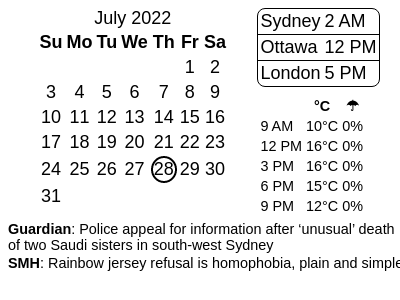 July 2022
Su Mo Tu We Th Fr Sa
1 2
3 4 5 6 7 8 9
10 11 12 13 14 15 16
17 18 19 20 21 22 23
24 25 26 27 28 29 30
31
Sydney 2 AM
Ottawa 12 PM
London 5 PM
°C ☂
9 AM 10°C 0%
12 PM 16°C 0%
3 PM 16°C 0%
6 PM 15°C 0%
9 PM 12°C 0%
Guardian: Police appeal for information after ‘unusual’ death
of two Saudi sisters in south-west Sydney
SMH: Rainbow jersey refusal is homophobia, plain and simple